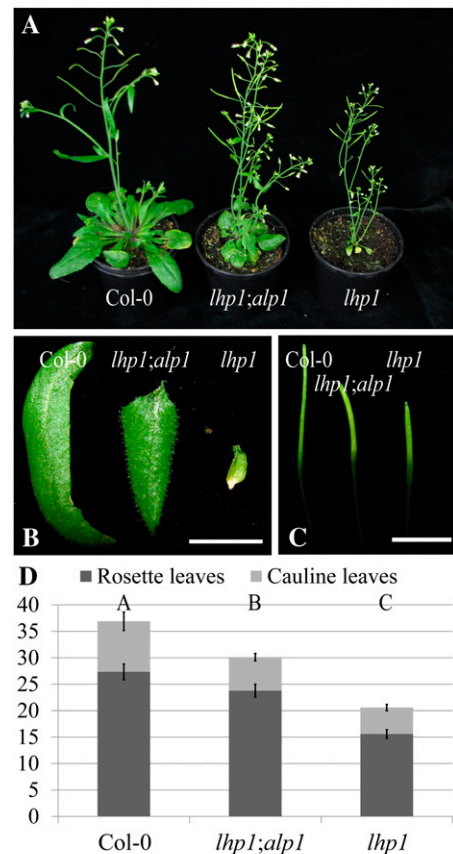 A
Col-0 lhp1;alp1 lhp1
Col-0 lhp1;alp1 lhp1
B
Col-0 lhp1
lhp1;alp1
C
D Rosette leaves Cauline leaves
40
35
30
25
20
15
10
5
0
A B C
Col-0 lhp1;alp1 lhp1